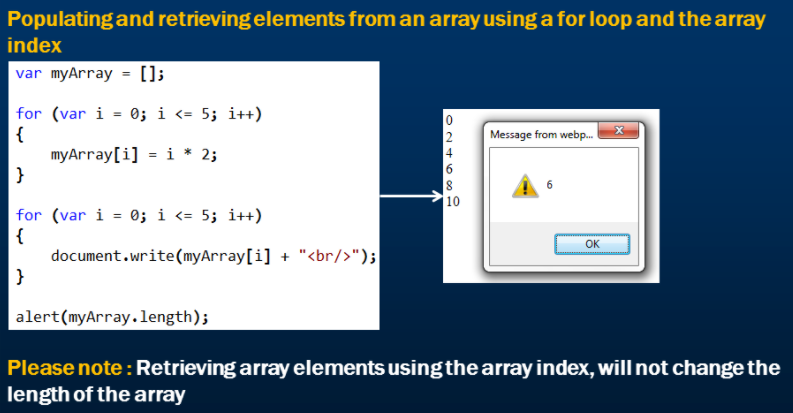 Populating and retrieving elements from an array using a for loop and the array
index
var myArray = [];
for (var i = 0; i <= 5; i++)
{
    myArray[i] = i * 2;
}
for (var i = 0; i <= 5; i++)
{
    document.write(myArray[i] + "<br/>");
}
alert(myArray.length);
0
2
4
6
8
10
Message from webp...
6
OK
Please note : Retrieving array elements using the array index, will not change the
length of the array